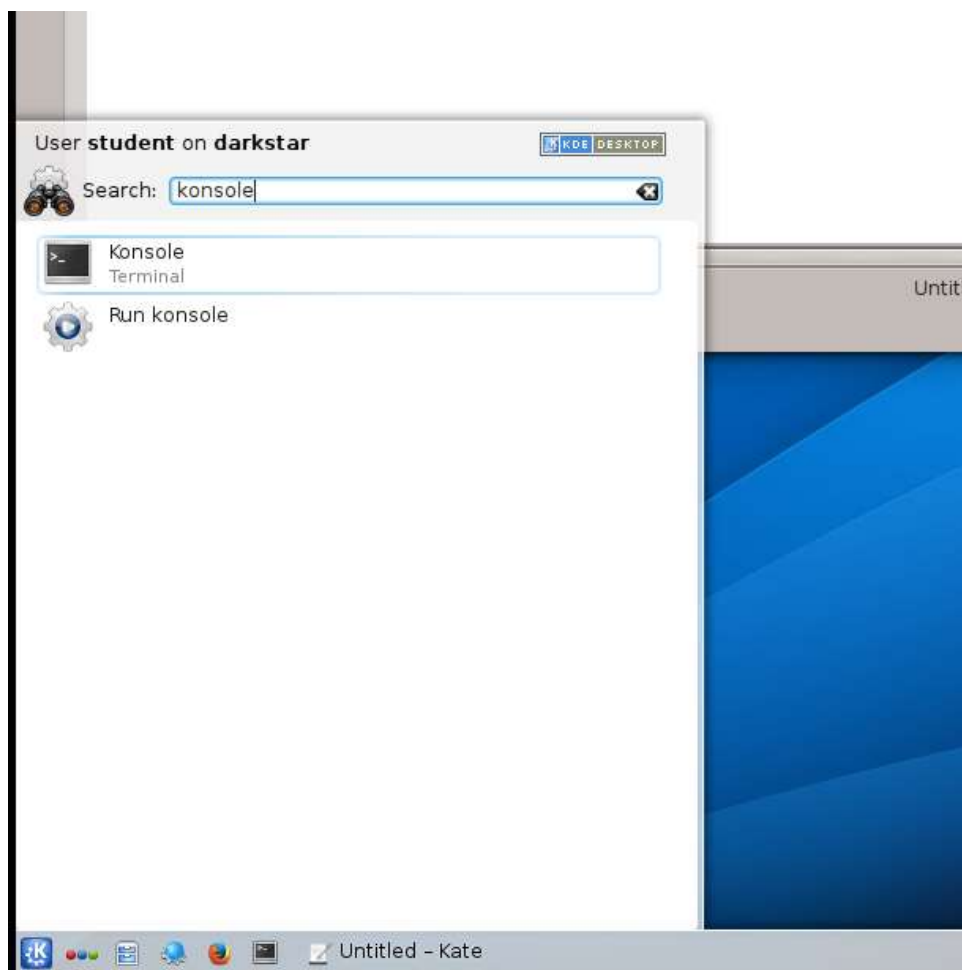 User student on darkstar
KDE DESKTOP
Search: konsole
Konsole
Terminal
Run konsole
Untit
Untitled – Kate